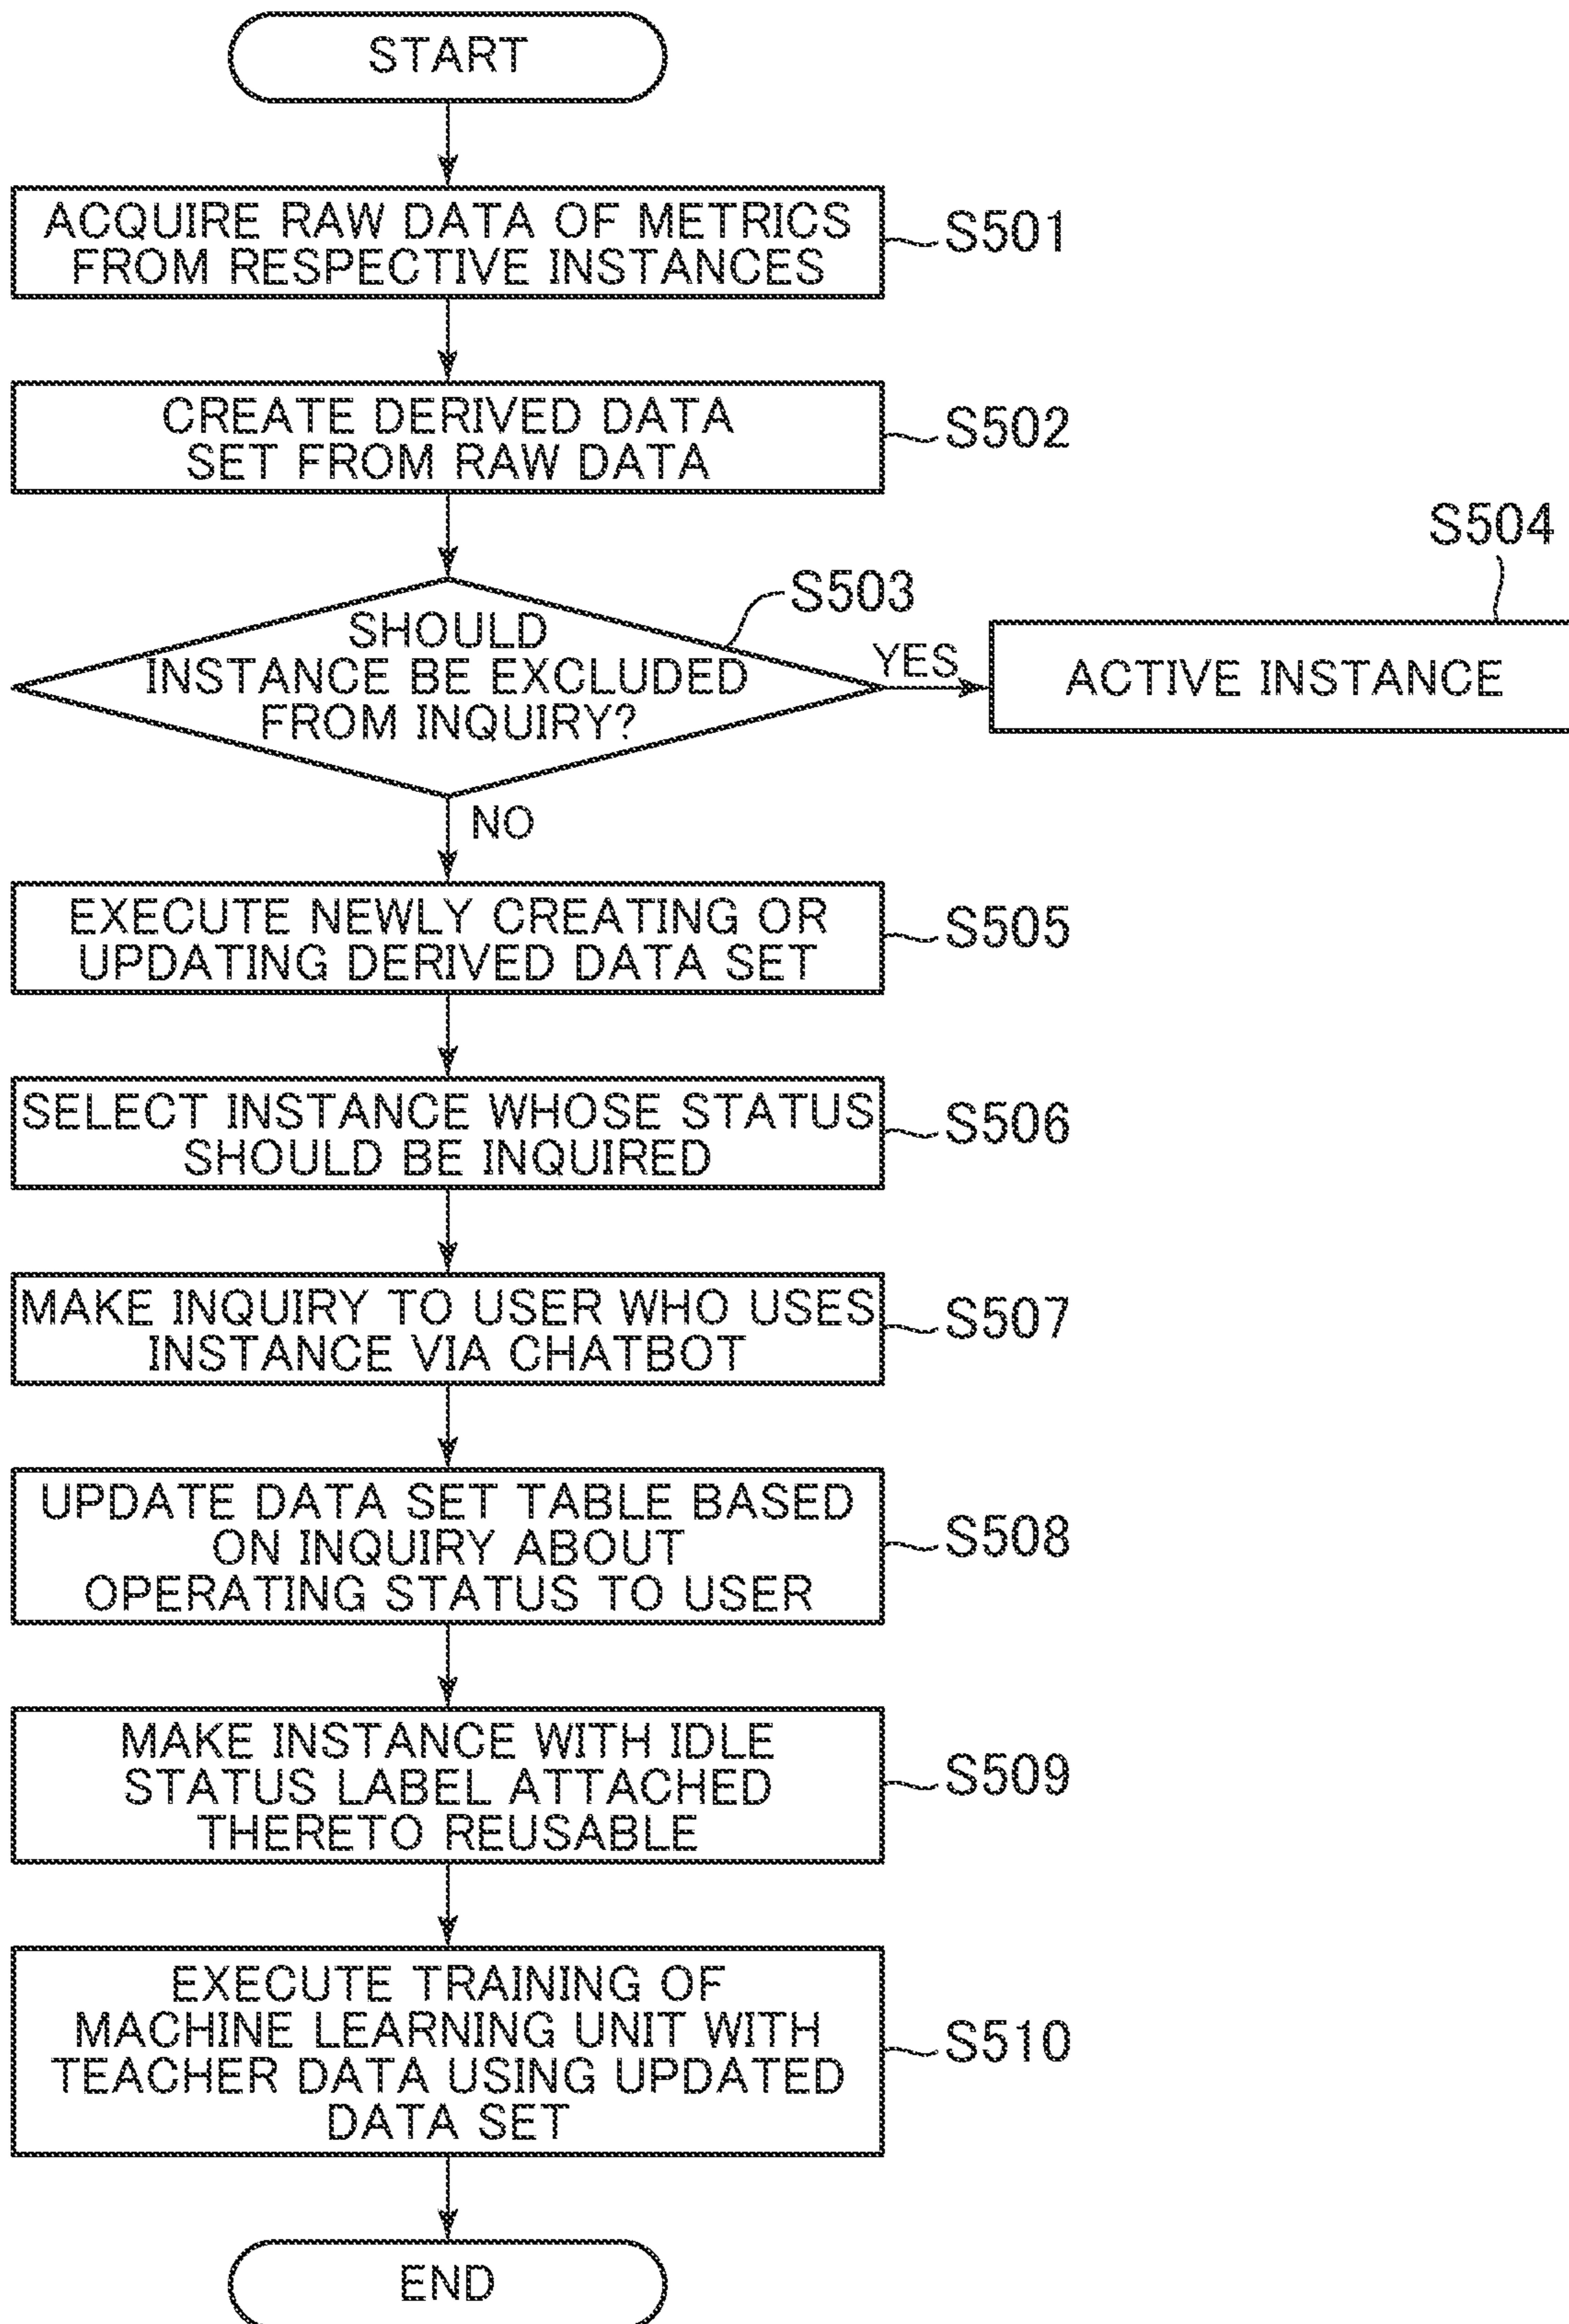 START
ACQUIRE RAW DATA OF METRICS
FROM RESPECTIVE INSTANCES
S501
CREATE DERIVED DATA
SET FROM RAW DATA
S502
S503
SHOULD
INSTANCE BE EXCLUDED
FROM INQUIRY?
YES
S504
ACTIVE INSTANCE
NO
EXECUTE NEWLY CREATING OR
UPDATING DERIVED DATA SET
S505
SELECT INSTANCE WHOSE STATUS
SHOULD BE INQUIRED
S506
MAKE INQUIRY TO USER WHO USES
INSTANCE VIA CHATBOT
S507
UPDATE DATA SET TABLE BASED
ON INQUIRY ABOUT
OPERATING STATUS TO USER
S508
MAKE INSTANCE WITH IDLE
STATUS LABEL ATTACHED
THERETO REUSABLE
S509
EXECUTE TRAINING OF
MACHINE LEARNING UNIT WITH
TEACHER DATA USING UPDATED
DATA SET
S510
END